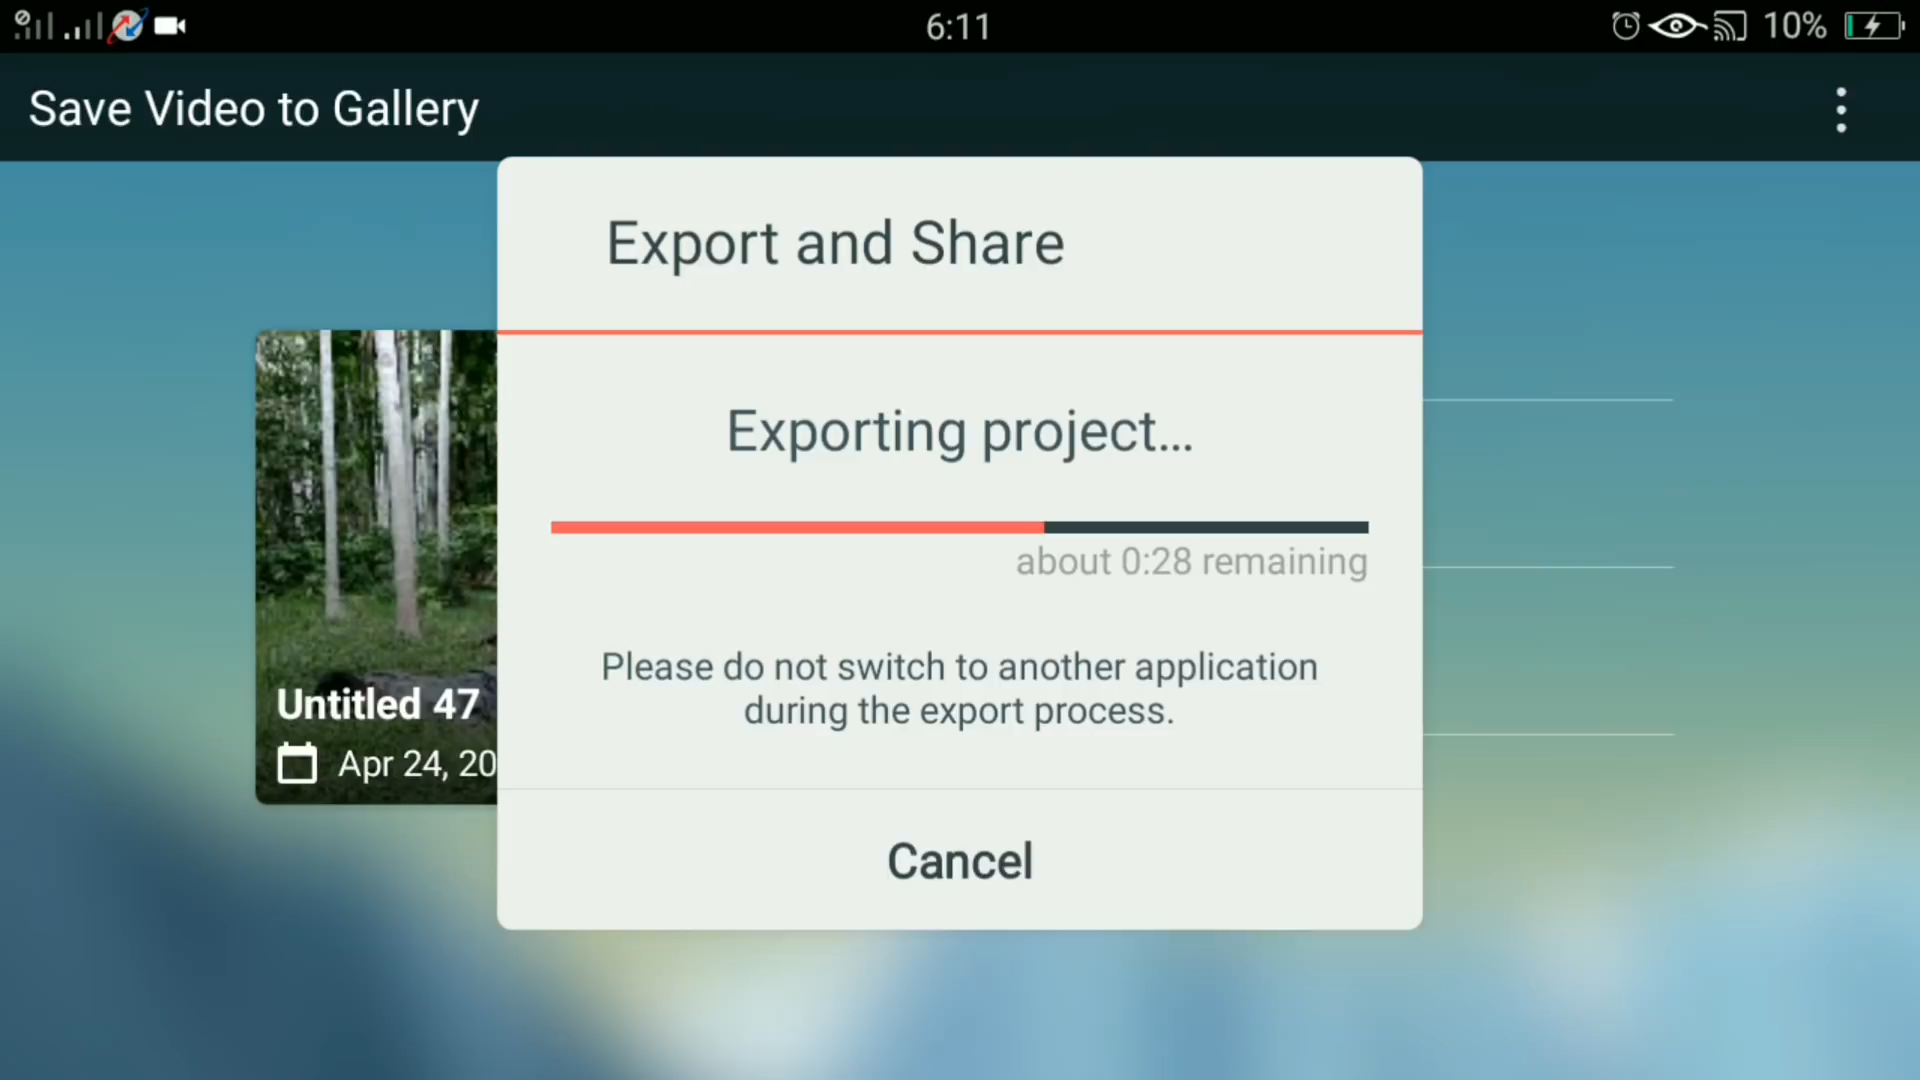 6:11
10%
Save Video to Gallery
Export and Share
Exporting project...
about 0:28 remaining
Please do not switch to another application
during the export process.
Untitled 47
Apr 24, 20
Cancel